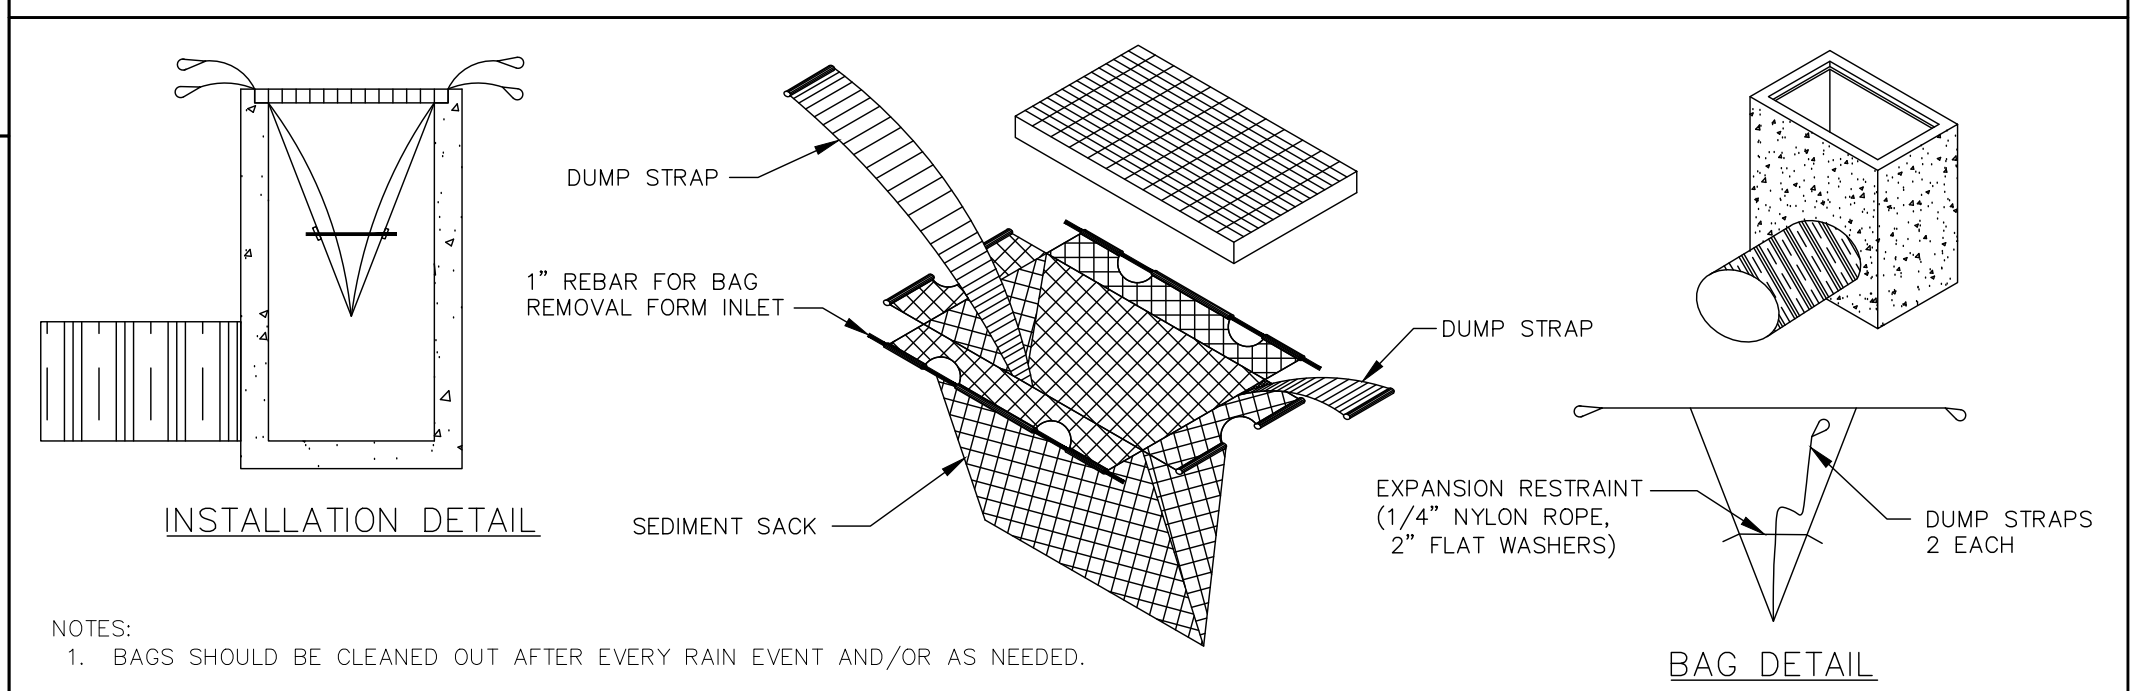 DUMP STRAP
1" REBAR FOR BAG
REMOVAL FORM INLET
DUMP STRAP
SEDIMENT SACK
EXPANSION RESTRAINT
(1/4" NYLON ROPE,
2" FLAT WASHERS)
DUMP STRAPS
2 EACH
INSTALLATION DETAIL
BAG DETAIL
NOTES:
1. BAGS SHOULD BE CLEANED OUT AFTER EVERY RAIN EVENT AND/OR AS NEEDED.